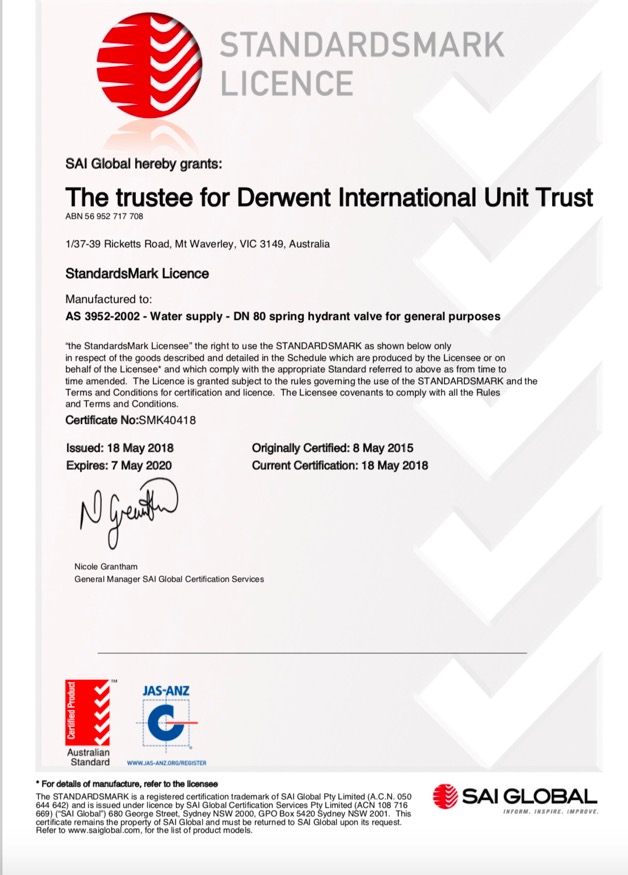 STANDARDSMARK
LICENCE
SAI Global hereby grants:
The trustee for Derwent International Unit Trust
ABN 56 952 717 708
1/37-39 Ricketts Road, Mt Waverley, VIC 3149, Australia
StandardsMark Licence
Manufactured to:
AS 3952-2002 - Water supply - DN 80 spring hydrant valve for general purposes
"the StandardsMark Licensee" the right to use the STANDARDSMARK as shown below only
in respect of the goods described and detailed in the Schedule which are produced by the Licensee or on
behalf of the Licensee* and which comply with the appropriate Standard referred to above as from time to
time amended. The Licence is granted subject to the rules governing the use of the STANDARDSMARK and the
Terms and Conditions for certification and licence. The Licensee covenants to comply with all the Rules
and Terms and Conditions.
Certificate No:SMK40418
Issued: 18 May 2018 Originally Certified: 8 May 2015
Expires: 7 May 2020 Current Certification: 18 May 2018
N Grantham
Nicole Grantham
General Manager SAI Global Certification Services
Certified Product
TM
Australian
Standard
JAS-ANZ
C
WWW.JAS-ANZ.ORG/REGISTER
* For details of manufacture, refer to the licensee
The STANDARDSMARK is a registered certification trademark of SAI Global Pty Limited (A.C.N. 050
644 642) and is issued under licence by SAI Global Certification Services Pty Limited (ACN 108 716
669) ("SAI Global") 680 George Street, Sydney NSW 2000, GPO Box 5420 Sydney NSW 2001. This
certificate remains the property of SAI Global and must be returned to SAI Global upon its request.
Refer to www.saiglobal.com, for the list of product models.
SAI GLOBAL
INFORM. INSPIRE. IMPROVE.